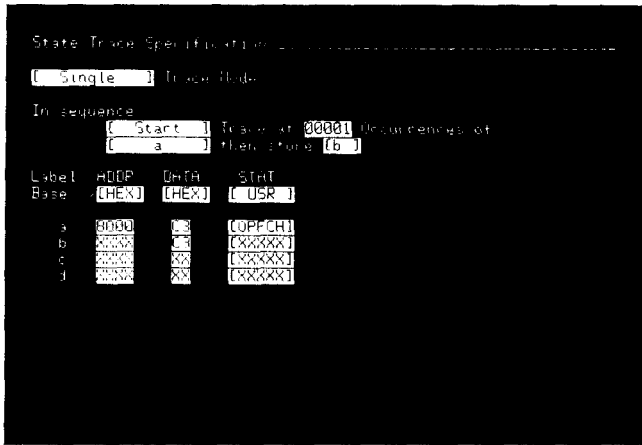 State Trace Specification
[ Single ] Trace Mode
In sequence
[ Start ] Trace at 00001 Occurrences of
[ a ] then store [b ]
Label ADDR DATA STAT
Base [HEX] [HEX] [ USR ]
a 8000 C3 [OPFCH]
b XXXX C3 [XXXXX]
c XXXX XX [XXXXX]
d XXXX XX [XXXXX]